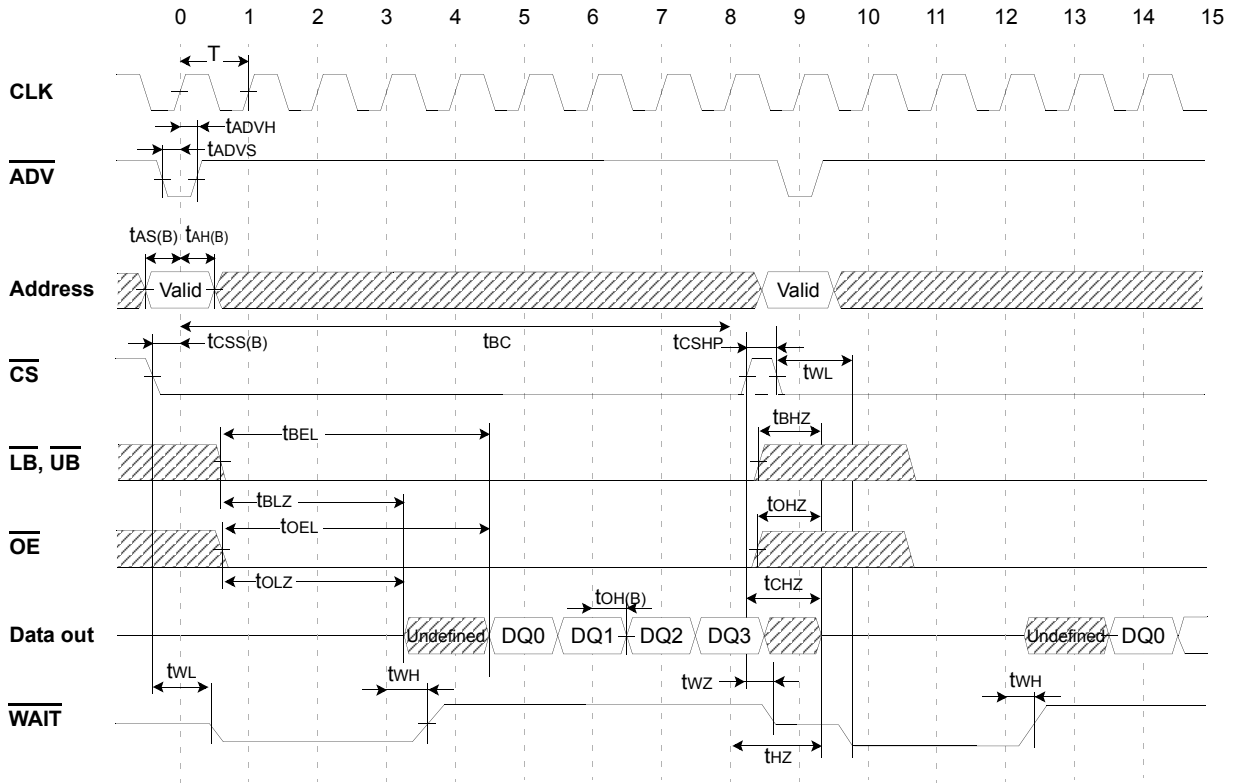 0 1 2 3 4 5 6 7 8 9 10 11 12 13 14 15
T
CLK
tADVH
tADVS
ADV
tAS(B) tAH(B)
Address Valid Valid
tCSS(B) tBC tCSHP
CS tWL
tBEL tBHZ
LB, UB
tBLZ tOHZ
tOEL
OE
tOLZ tCHZ
tOH(B)
Data out Undefined DQ0 DQ1 DQ2 DQ3 Undefined DQ0
tWL tWH tWZ tWH
WAIT
tHZ